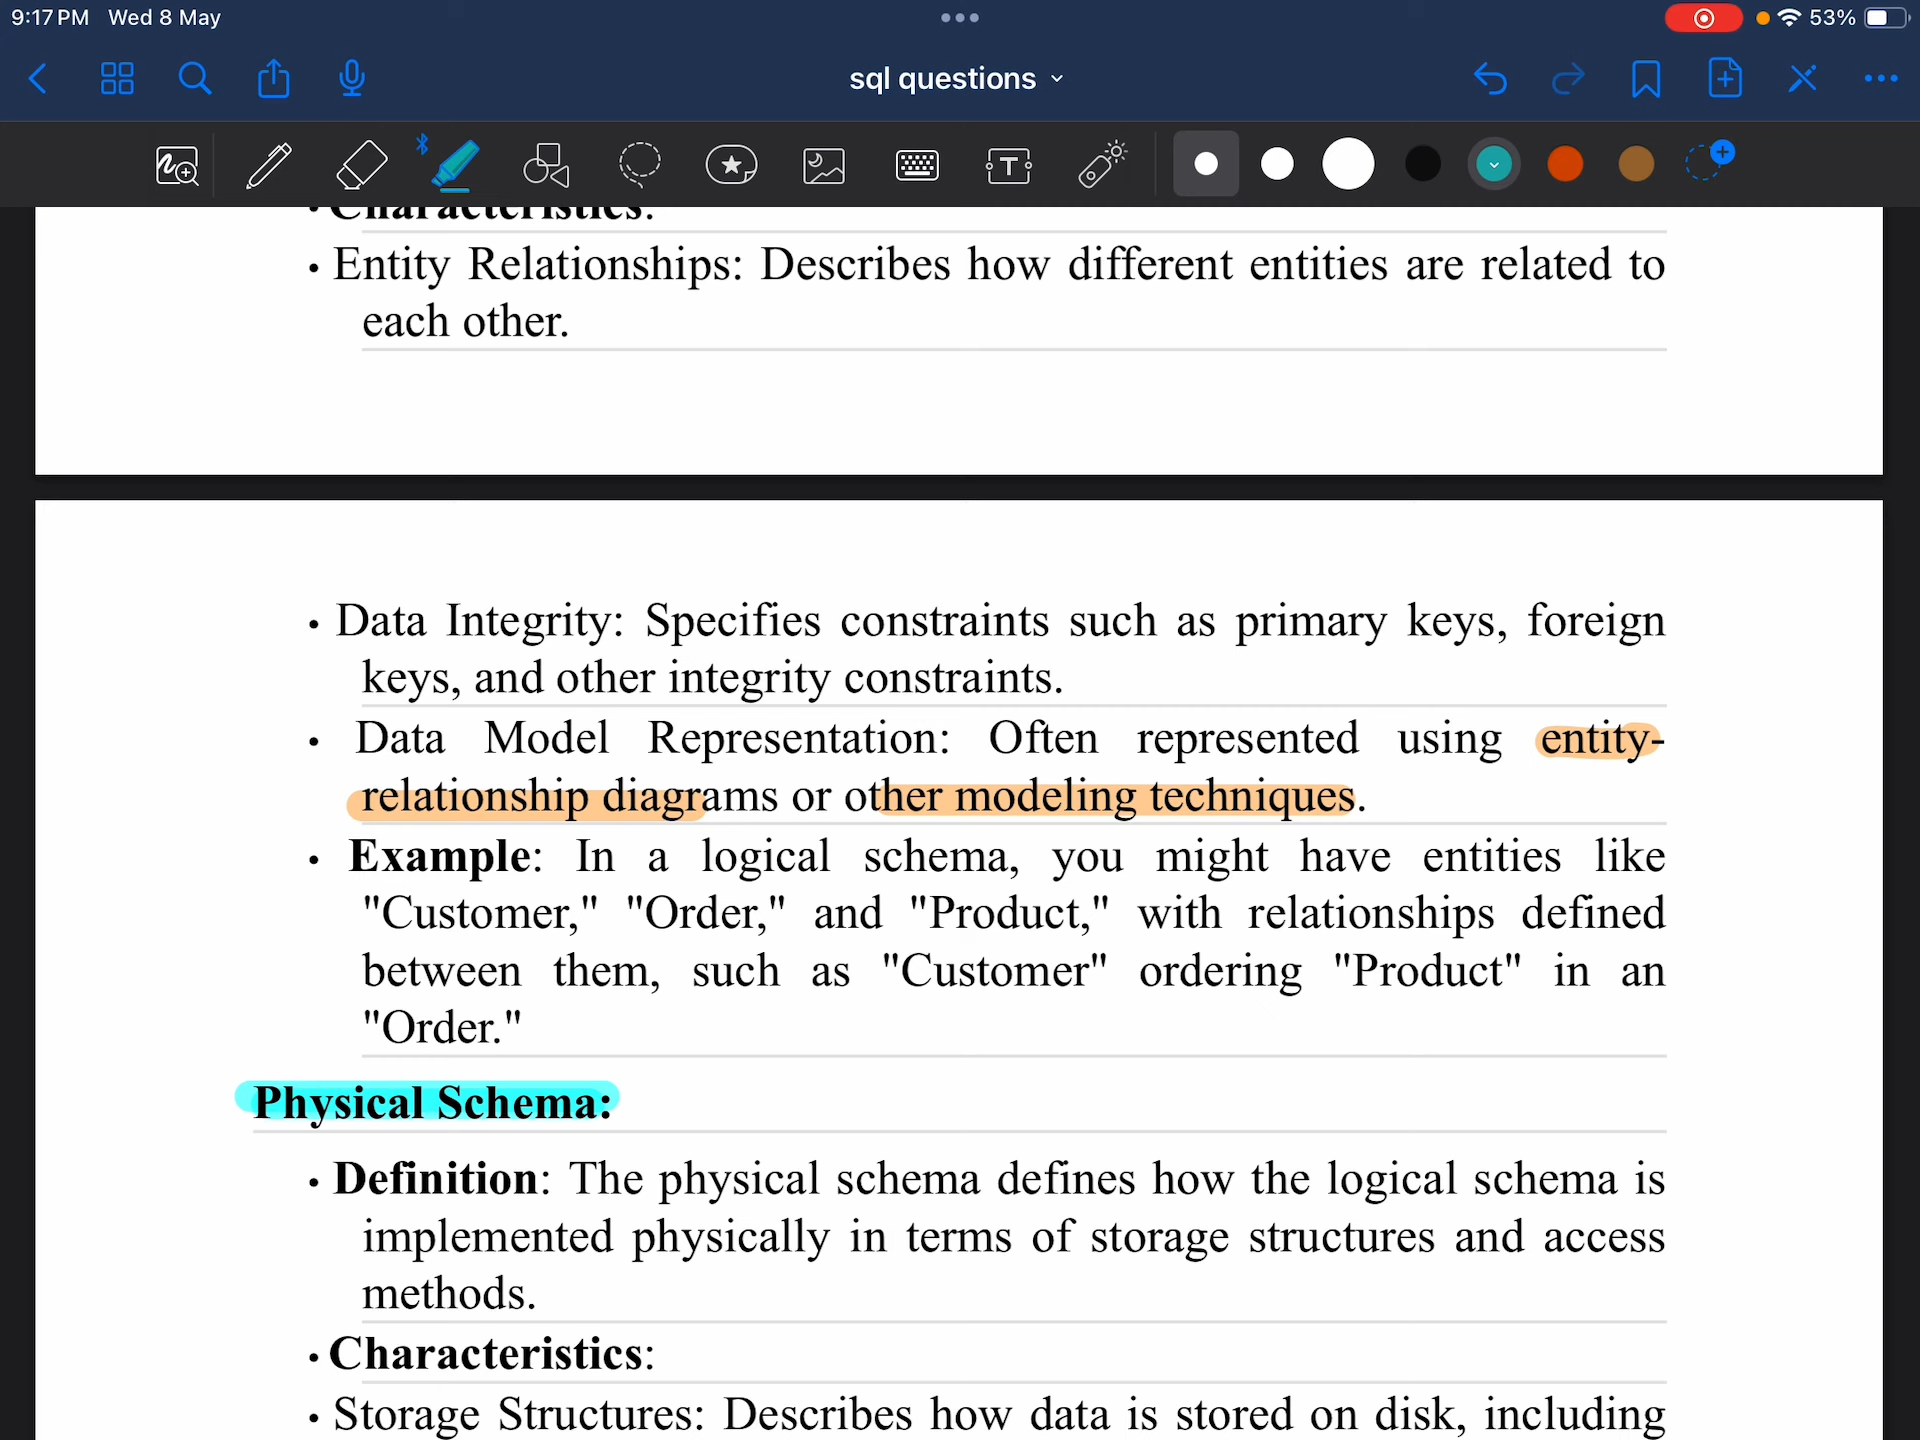 9:17 PM Wed 8 May
53%
sql questions
• Characteristics:
• Entity Relationships: Describes how different entities are related to
each other.
• Data Integrity: Specifies constraints such as primary keys, foreign
keys, and other integrity constraints.
• Data Model Representation: Often represented using entity-
relationship diagrams or other modeling techniques.
• Example: In a logical schema, you might have entities like
"Customer," "Order," and "Product," with relationships defined
between them, such as "Customer" ordering "Product" in an
"Order."
Physical Schema:
• Definition: The physical schema defines how the logical schema is
implemented physically in terms of storage structures and access
methods.
• Characteristics:
• Storage Structures: Describes how data is stored on disk, including